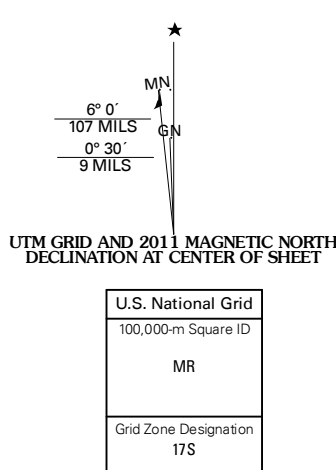 ★
MN
6° 0´
107 MILS
GN
0° 30´
9 MILS
UTM GRID AND 2011 MAGNETIC NORTH
DECLINATION AT CENTER OF SHEET
U.S. National Grid
100,000-m Square ID
MR
Grid Zone Designation
17S